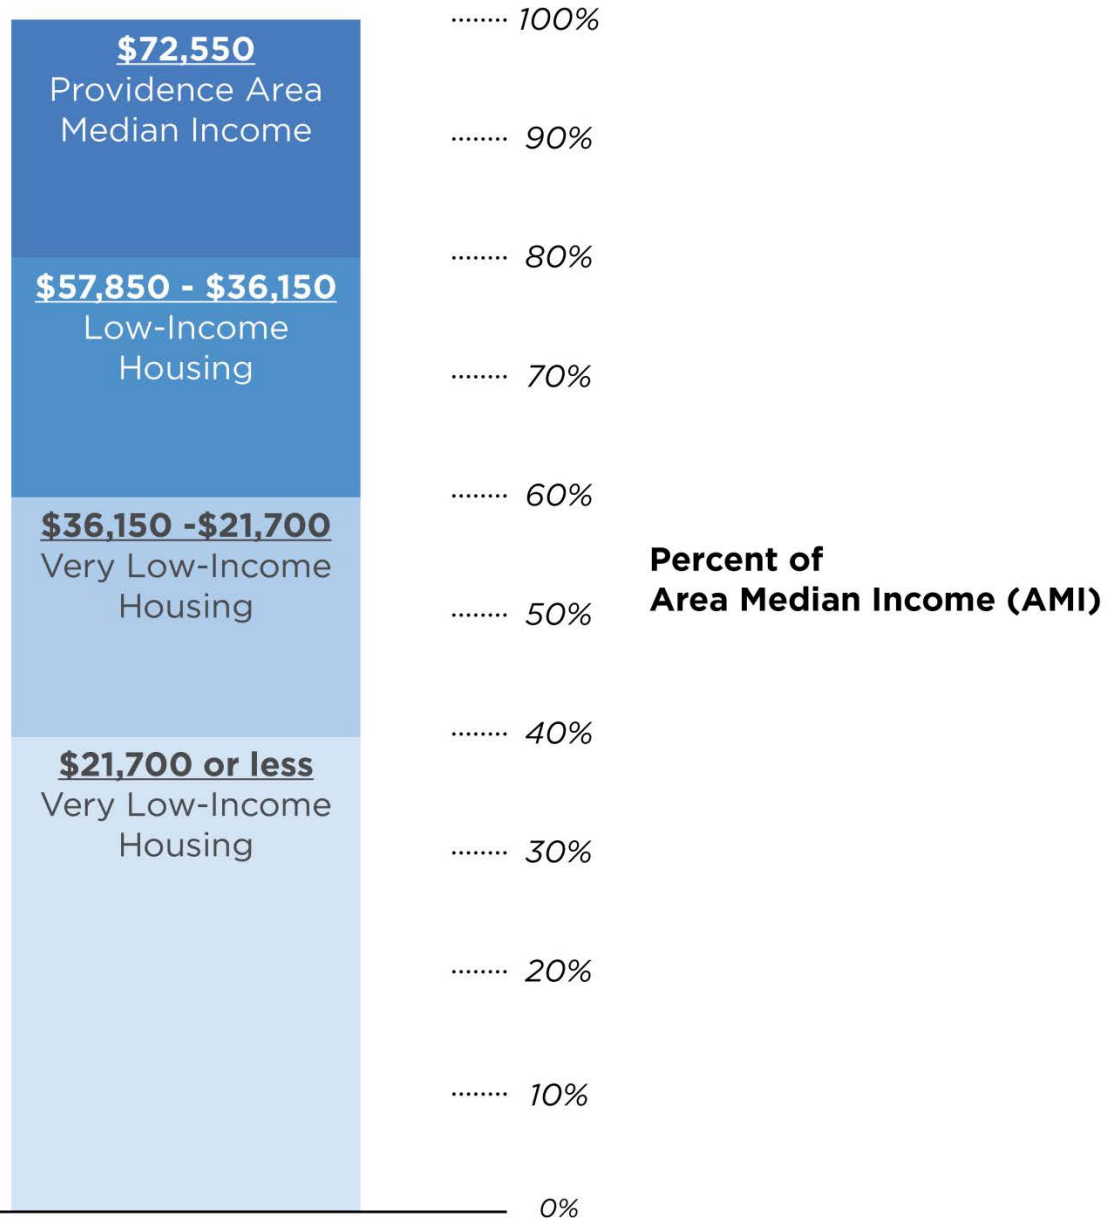 $72,550
Providence Area
Median Income
$57,850 - $36,150
Low-Income
Housing
$36,150 -$21,700
Very Low-Income
Housing
$21,700 or less
Very Low-Income
Housing
........ 100%
........ 90%
........ 80%
........ 70%
........ 60%
........ 50%
........ 40%
........ 30%
........ 20%
........ 10%
0%
Percent of
Area Median Income (AMI)